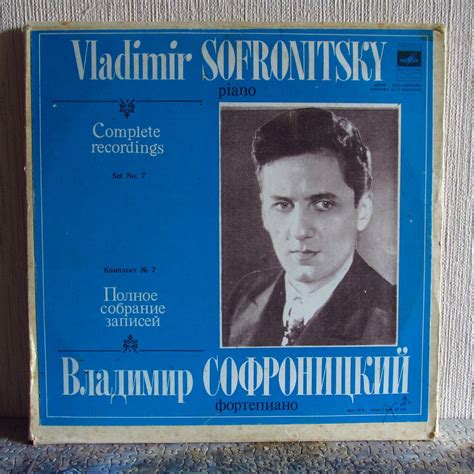 Vladimir SOFRONITSKY
piano
Complete
recordings
Set No. 7
Комплект № 7
Полное
собрание
записей
Владимир СОФРОНИЦКИЙ
фортепиано